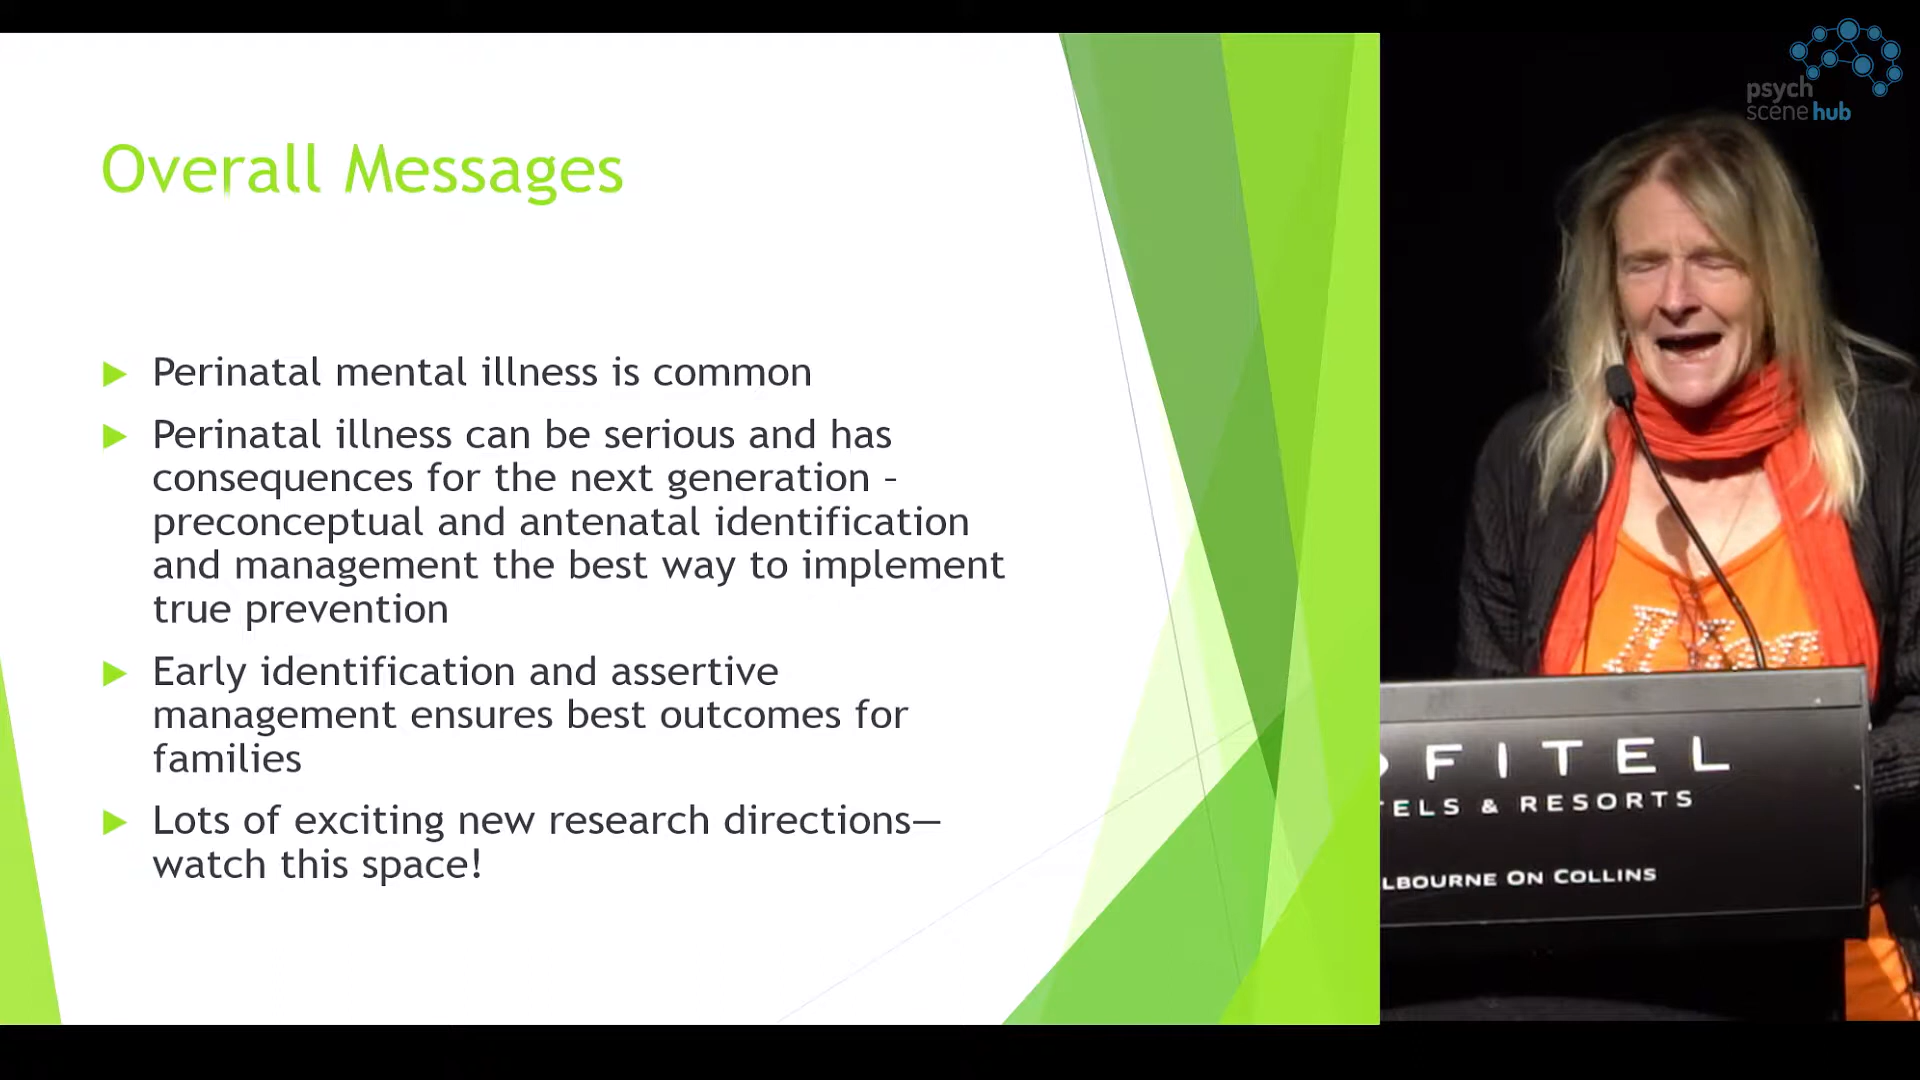 psych
scene hub
Overall Messages
Perinatal mental illness is common
Perinatal illness can be serious and has
consequences for the next generation –
preconceptual and antenatal identification
and management the best way to implement
true prevention
Early identification and assertive
management ensures best outcomes for
families
Lots of exciting new research directions—
watch this space!
OFITEL
ELS & RESORTS
LBOURNE ON COLLINS